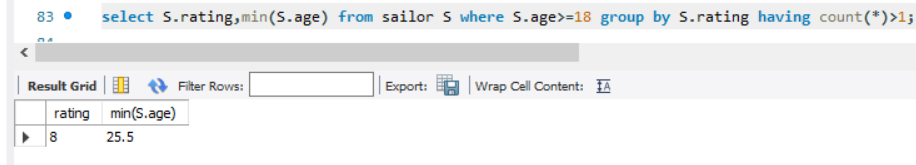 83 select S.rating,min(S.age) from sailor S where S.age>=18 group by S.rating having count(*)>1;
Result Grid Filter Rows: Export: Wrap Cell Content: IA
rating min(S.age)
8 25.5